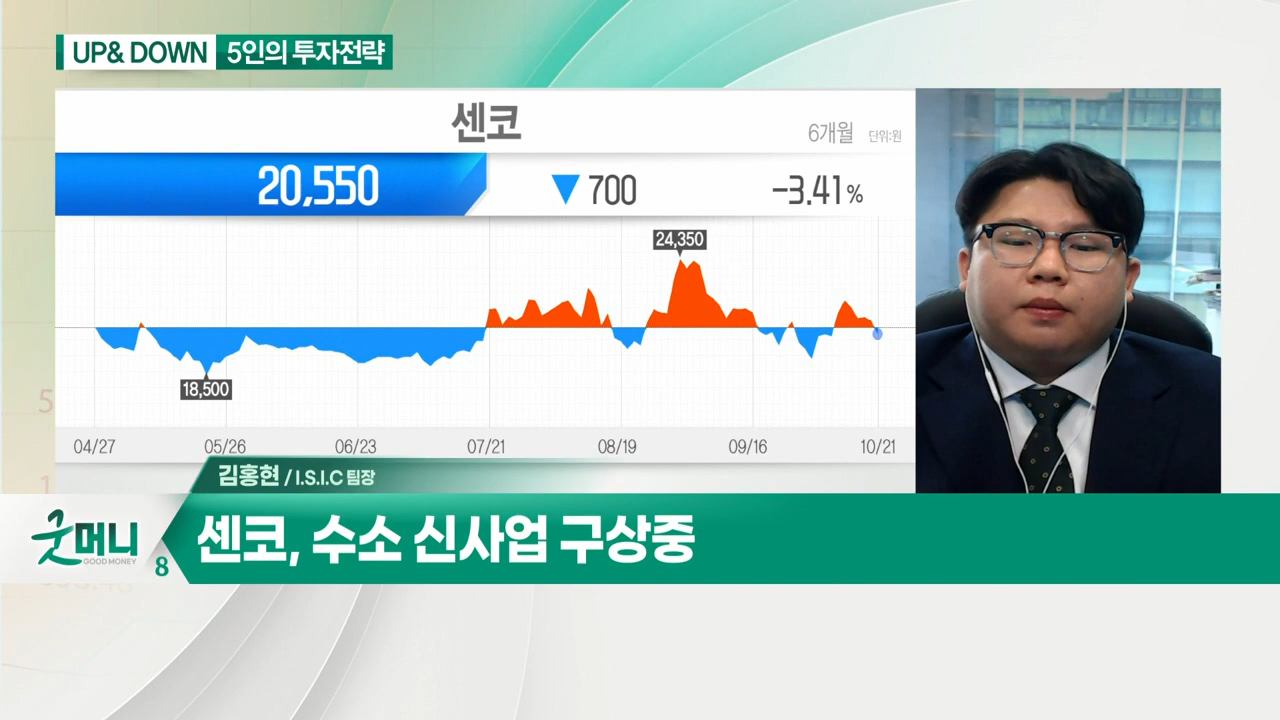 UP& DOWN 5인의 투자전략
센코
6개월 단위:원
20,550 ▼ 700 -3.41%
24,350
18,500
04/27 05/26 06/23 07/21 08/19 09/16 10/21
김홍현 / I.S.I.C 팀장
굿머니
GOOD MONEY
8
센코, 수소 신사업 구상중